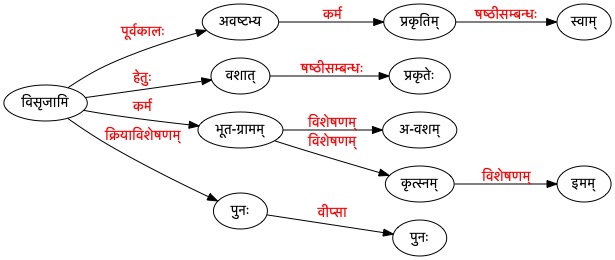 पूर्वकालः अवष्टभ्य कर्म प्रकृतिम् षष्ठीसम्बन्धः स्वाम्
हेतुः वशात् षष्ठीसम्बन्धः प्रकृतेः
विसृजामि
कर्म भूत-ग्रामम् विशेषणम् अ-वशम्
क्रियाविशेषणम् विशेषणम्
कृत्स्नम् विशेषणम् इमम्
पुनः वीप्सा पुनः